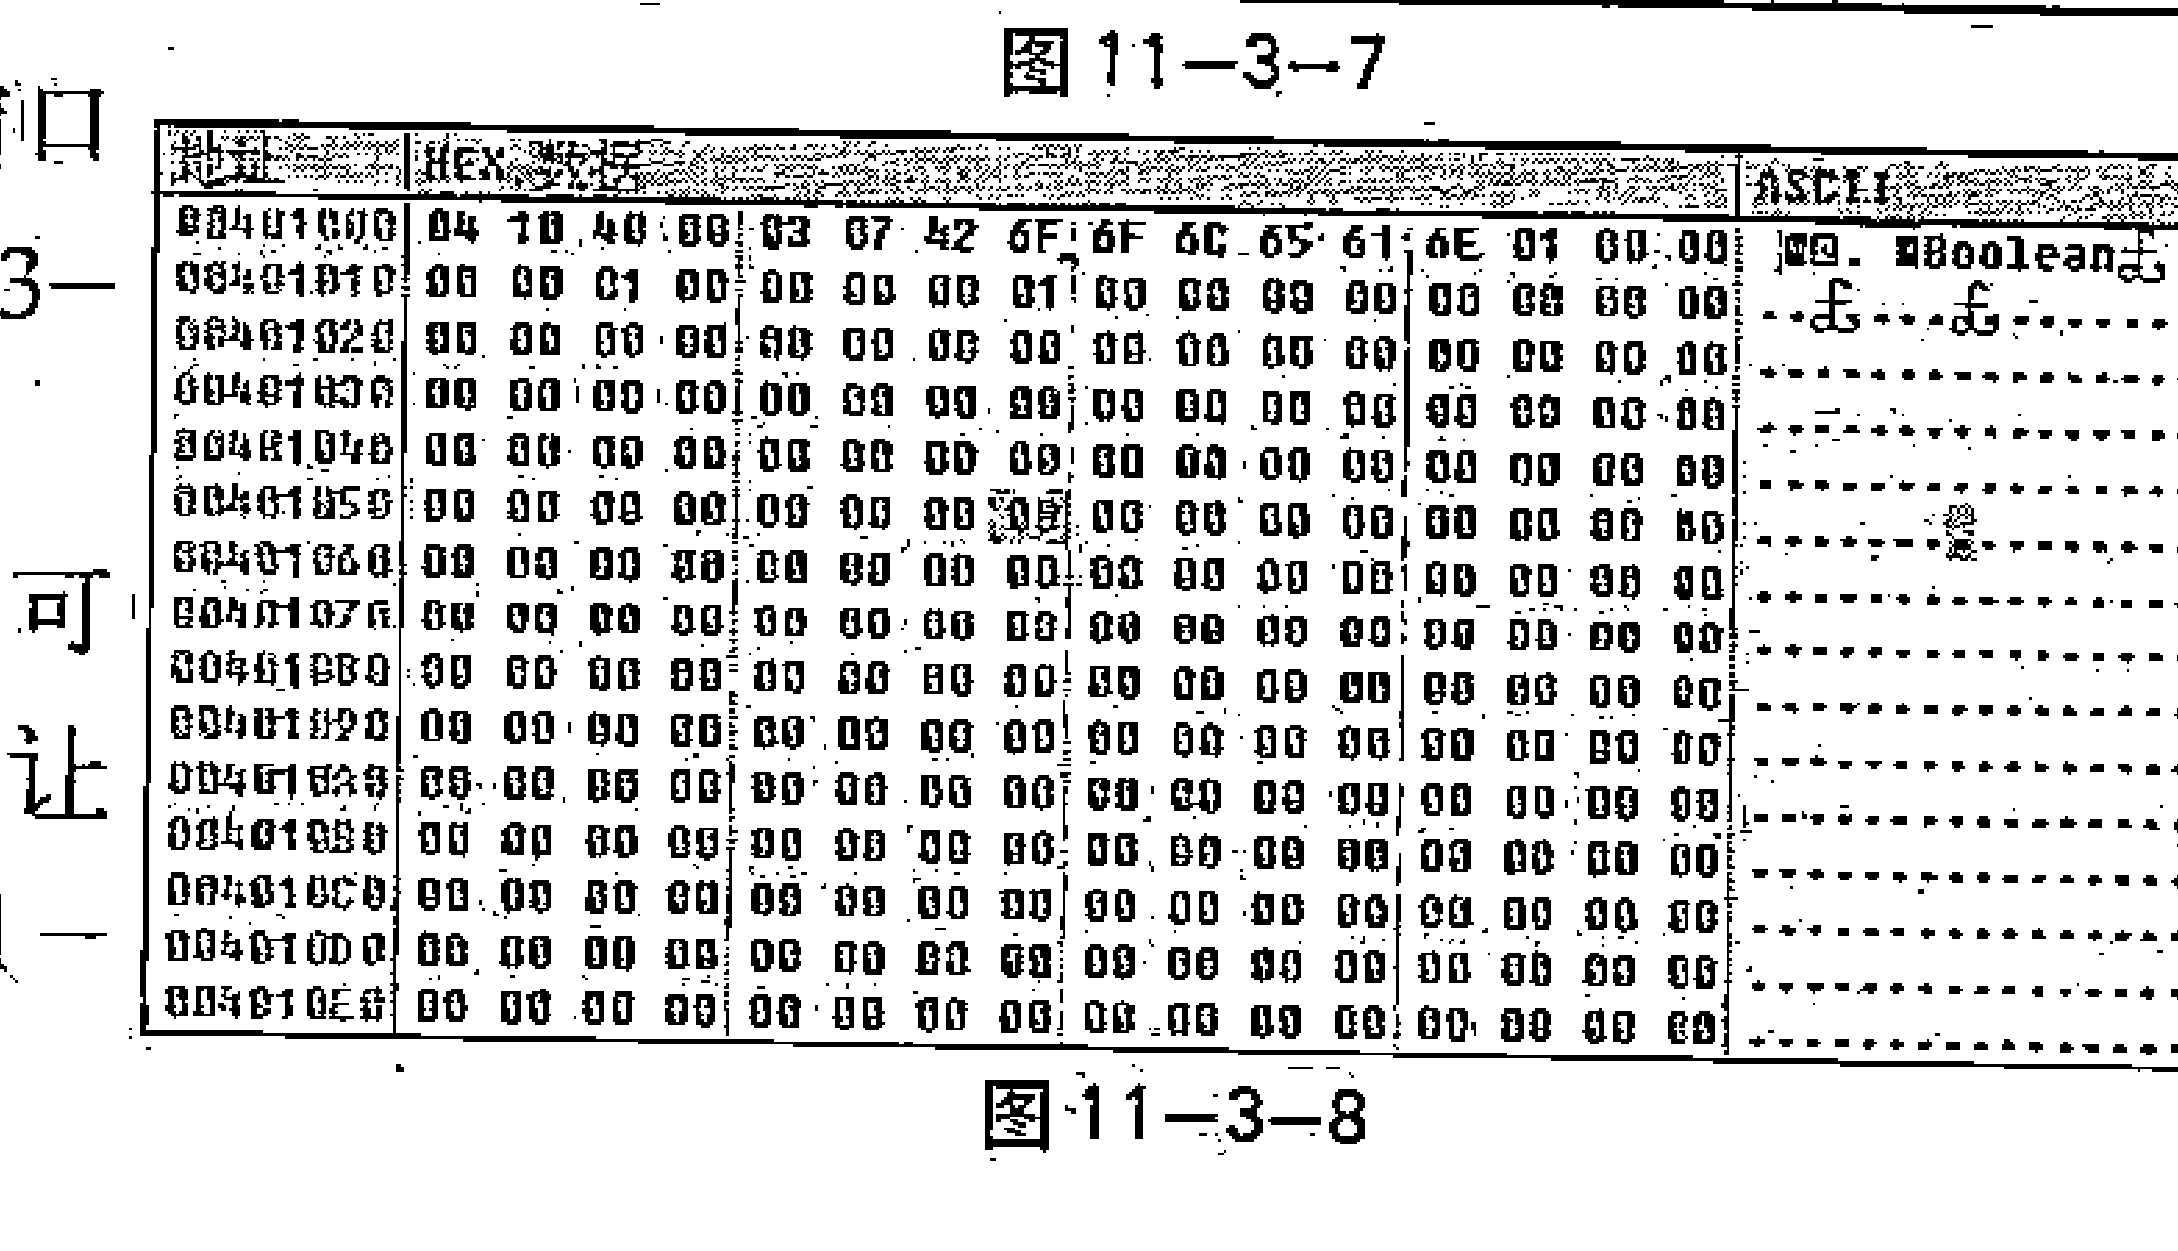 图 11-3-7
地址 HEX 数据 ASCII
3-
00401000 04 10 40 00 03 07 42 6F 6F 6C 65 61 6E 01 00 00 . Boolean
00401010 00 00 01 00 00 00 00 01 00 00 00 00 00 00 00 00
00401020 00 00 00 00 00 00 00 00 00 00 00 00 00 00 00 00 ...............
00401030 00 00 00 00 00 00 00 00 00 00 00 00 00 00 00 00 ...............
00401040 00 00 00 00 00 00 00 00 00 00 00 00 00 00 00 00 ...............
00401050 00 00 00 00 00 00 00 00 00 00 00 00 00 00 00 00 ...............
可
00401060 00 00 00 00 00 00 00 00 00 00 00 00 00 00 00 00 ...............
00401070 00 00 00 00 00 00 00 00 00 00 00 00 00 00 00 00 ...............
00401080 00 00 00 00 00 00 00 00 00 00 00 00 00 00 00 00 ...............
让
00401090 00 00 00 00 00 00 00 00 00 00 00 00 00 00 00 00 ...............
004010A0 00 00 00 00 00 00 00 00 00 00 00 00 00 00 00 00 ...............
004010B0 00 00 00 00 00 00 00 00 00 00 00 00 00 00 00 00 ...............
004010C0 00 00 00 00 00 00 00 00 00 00 00 00 00 00 00 00 ...............
004010D0 00 00 00 00 00 00 00 00 00 00 00 00 00 00 00 00 ...............
004010E0 00 00 00 00 00 00 00 00 00 00 00 00 00 00 00 00 ...............
图 11-3-8